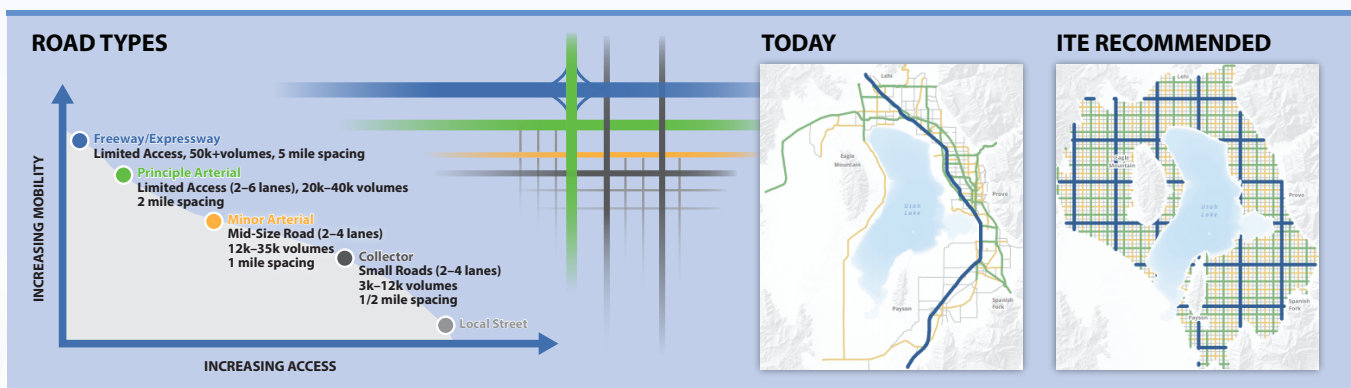 ROAD TYPES
INCREASING MOBILITY
Freeway/Expressway
Limited Access, 50k+volumes, 5 mile spacing
Principle Arterial
Limited Access (2–6 lanes), 20k–40k volumes
2 mile spacing
Minor Arterial
Mid-Size Road (2–4 lanes)
12k–35k volumes
1 mile spacing
Collector
Small Roads (2–4 lanes)
3k–12k volumes
1/2 mile spacing
Local Street
INCREASING ACCESS
TODAY
Lehi
Eagle
Mountain
Utah
Lake
Provo
Spanish
Fork
Payson
ITE RECOMMENDED
Lehi
Eagle
Mountain
Utah
Lake
Provo
Spanish
Fork
Payson